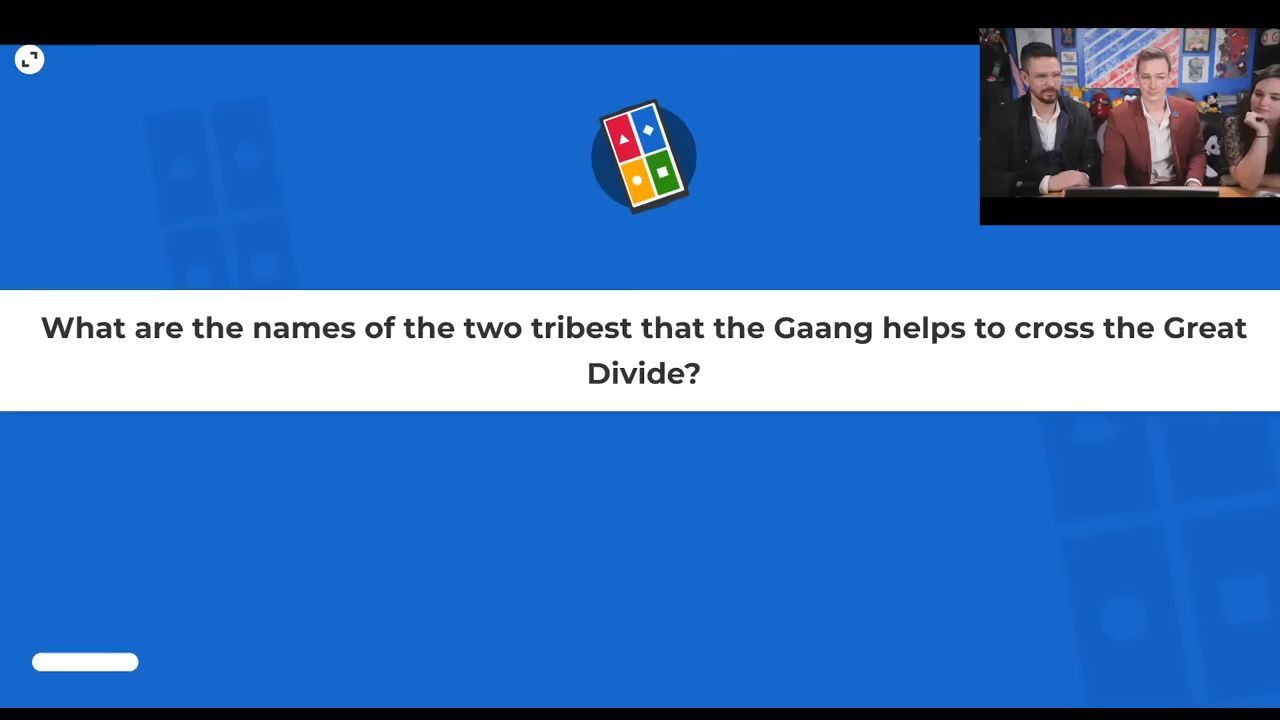 What are the names of the two tribest that the Gaang helps to cross the Great
Divide?